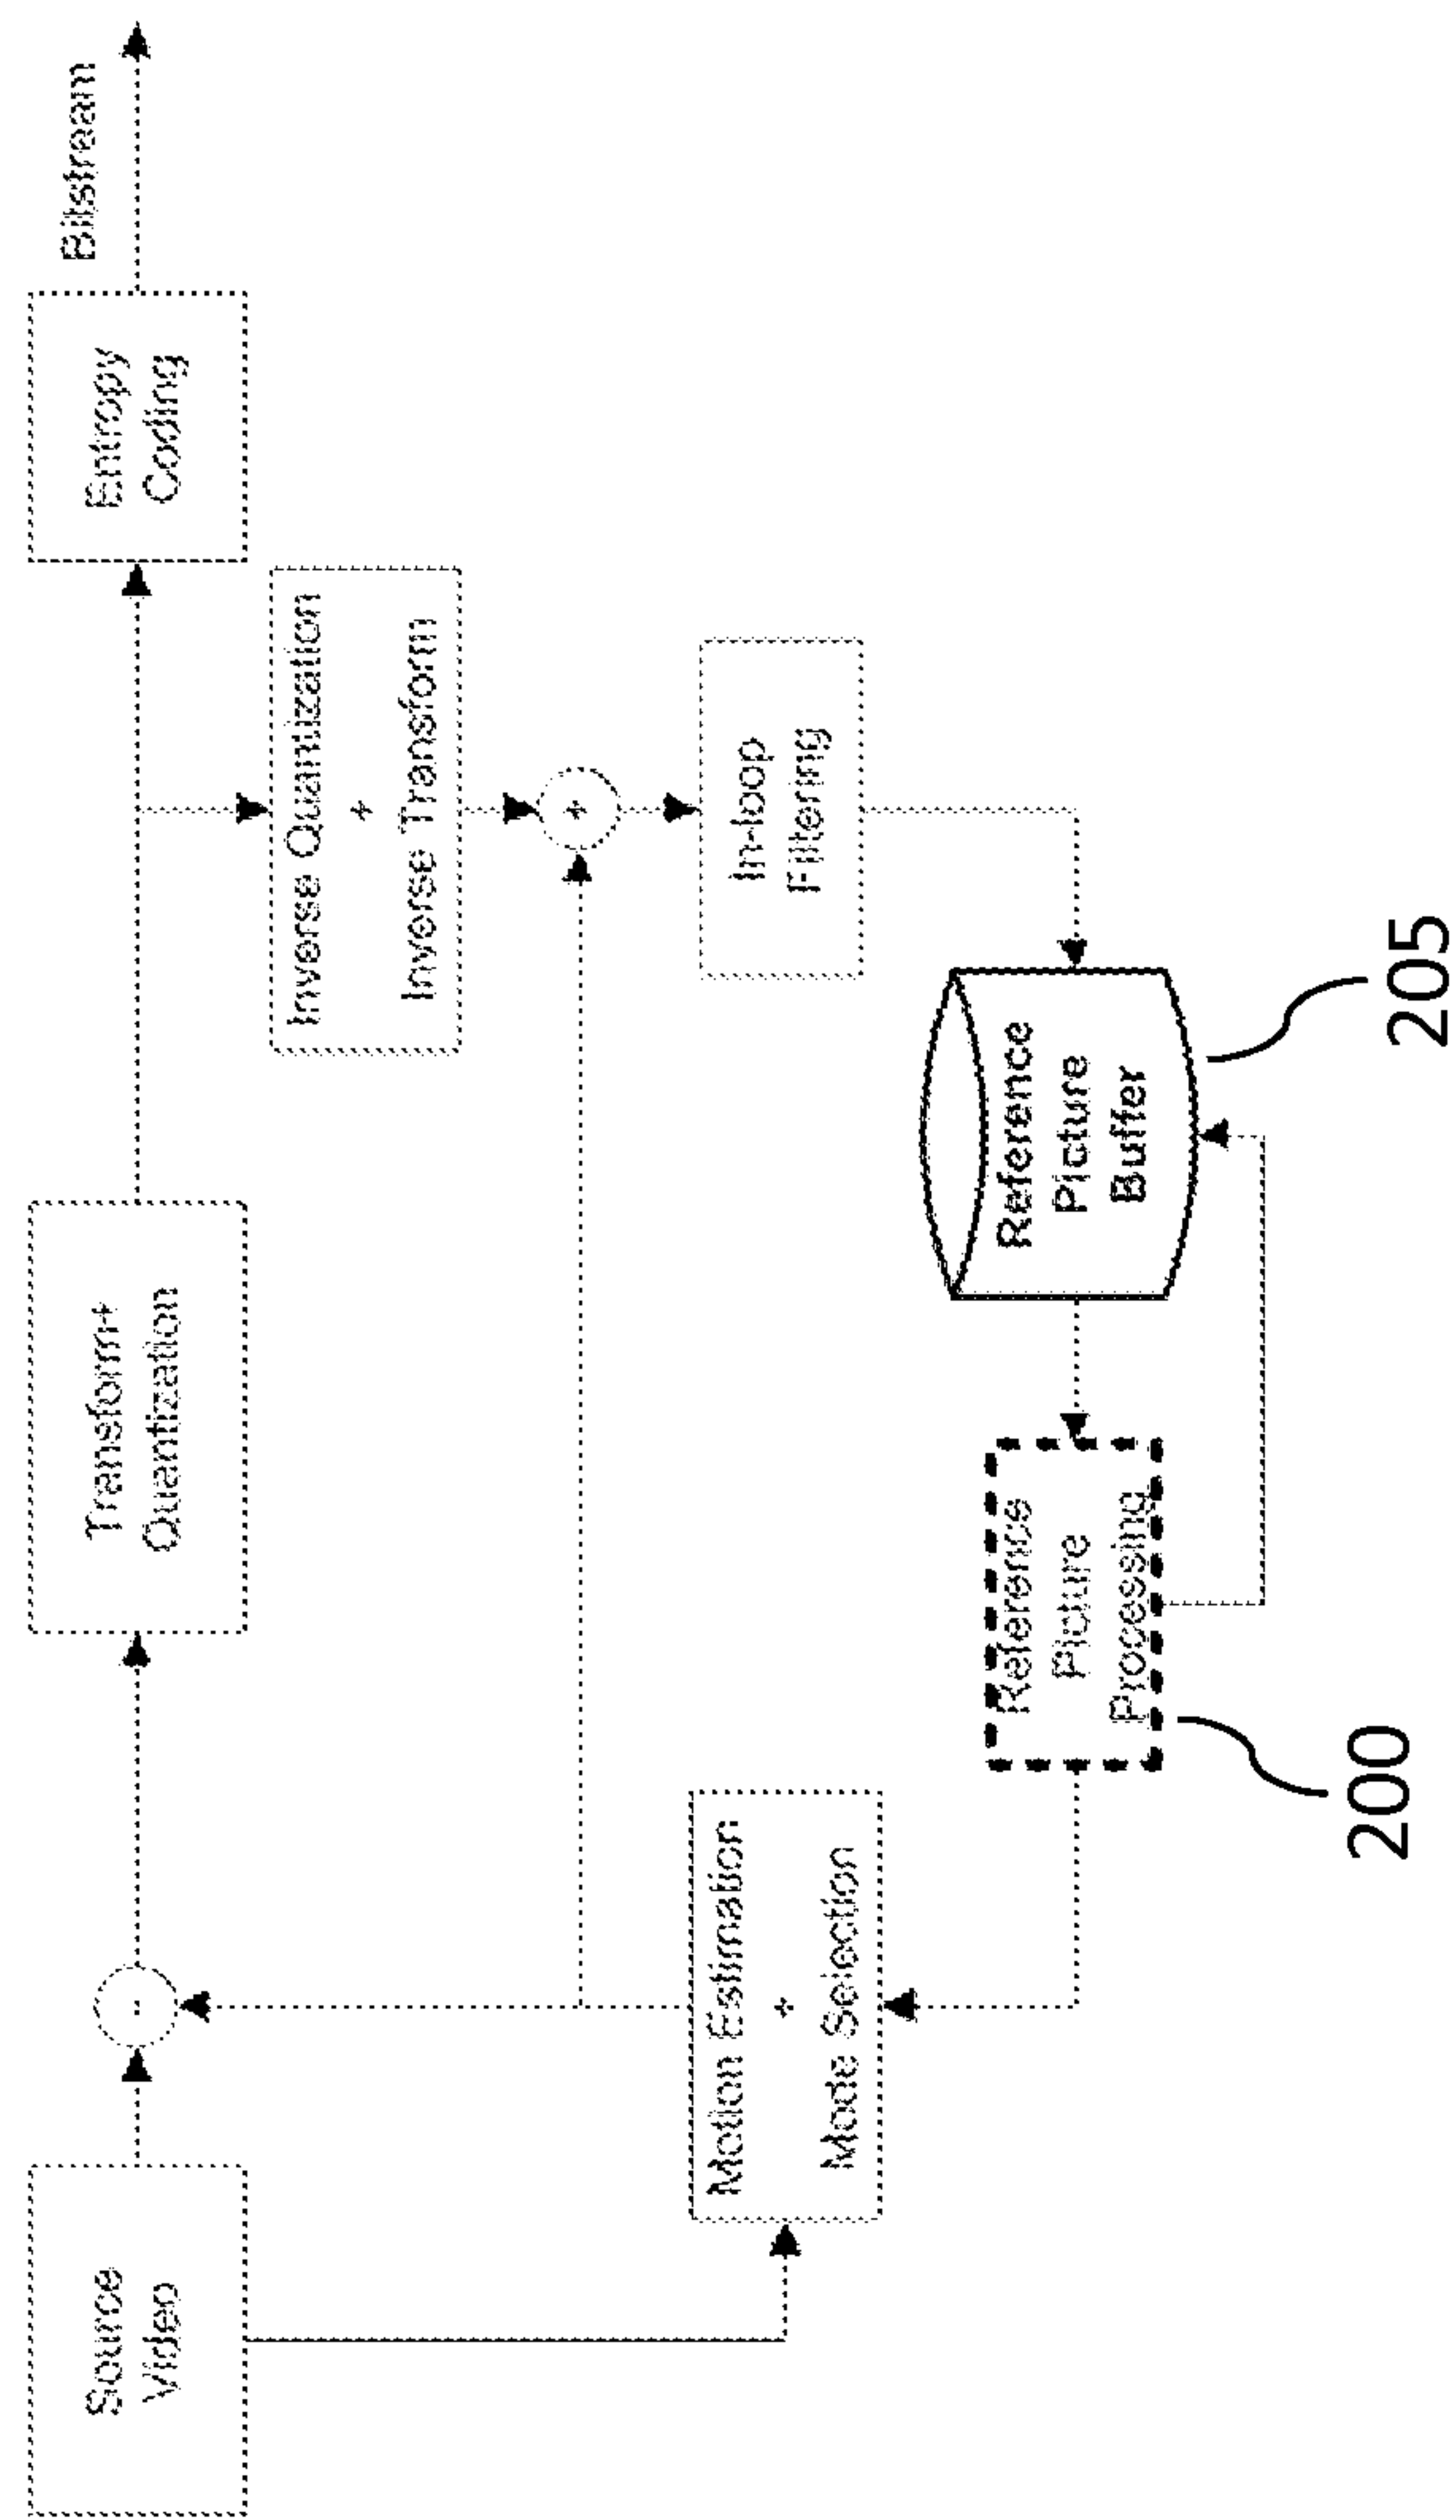 Source
Video
-
Transform+
Quantization
Entropy
Coding
Bitstream
Inverse Quantization
+
Inverse Transform
+
In-loop
Filtering
Motion Estimation
+
Mode Selection
Reference
Picture
Processing
Reference
Picture
Buffer
200
205